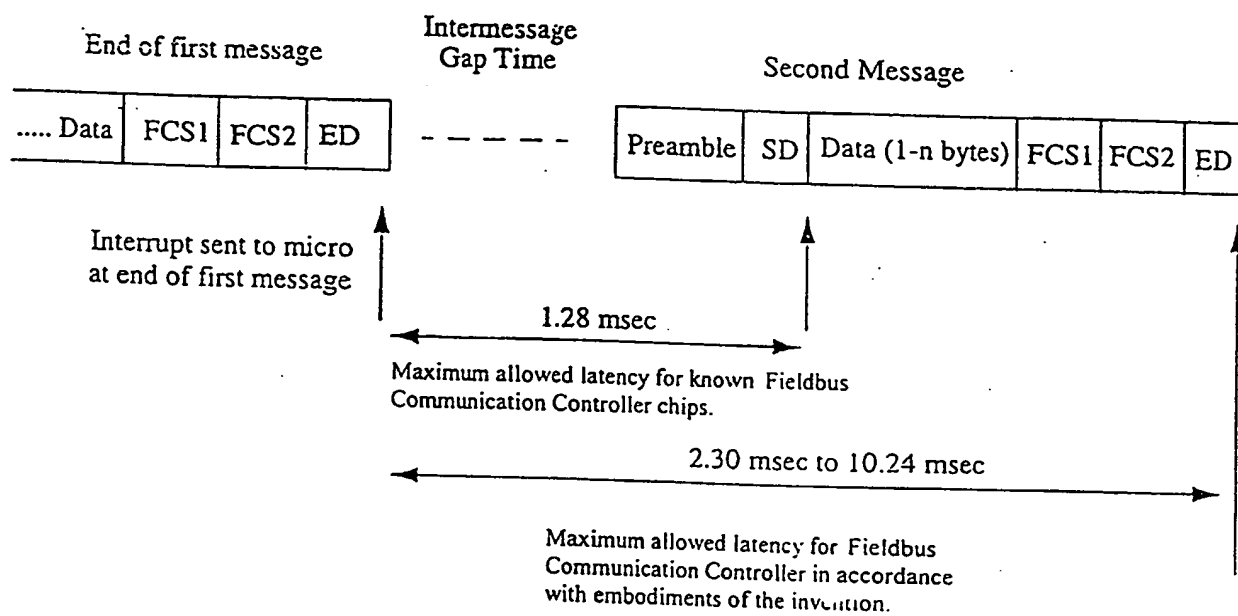 End of first message
Intermessage
Gap Time
Second Message
..... Data FCS1 FCS2 ED
Preamble SD Data (1-n bytes) FCS1 FCS2 ED
Interrupt sent to micro
at end of first message
1.28 msec
Maximum allowed latency for known Fieldbus
Communication Controller chips.
2.30 msec to 10.24 msec
Maximum allowed latency for Fieldbus
Communication Controller in accordance
with embodiments of the invention.